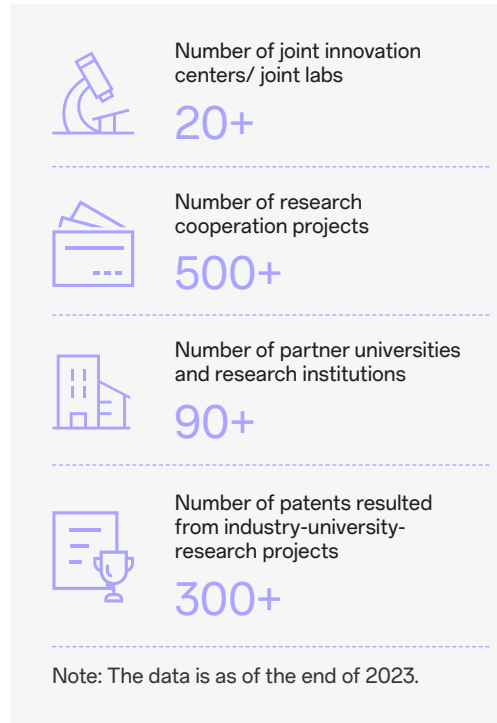 Number of joint innovation
centers/ joint labs
20+
Number of research
cooperation projects
500+
Number of partner universities
and research institutions
90+
Number of patents resulted
from industry-university-
research projects
300+
Note: The data is as of the end of 2023.